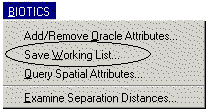 BIOTICS
Add/Remove Oracle Attributes...
Save Working List...
Query Spatial Attributes...
Examine Separation Distances...